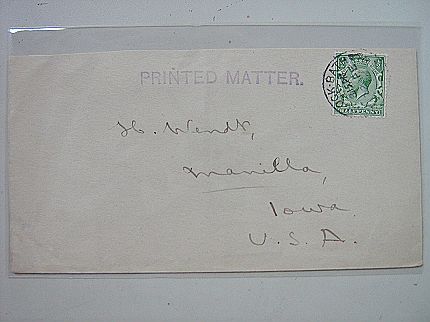 PRINTED MATTER.
H. Wendt,
Manilla,
Iowa.
U. S. A.